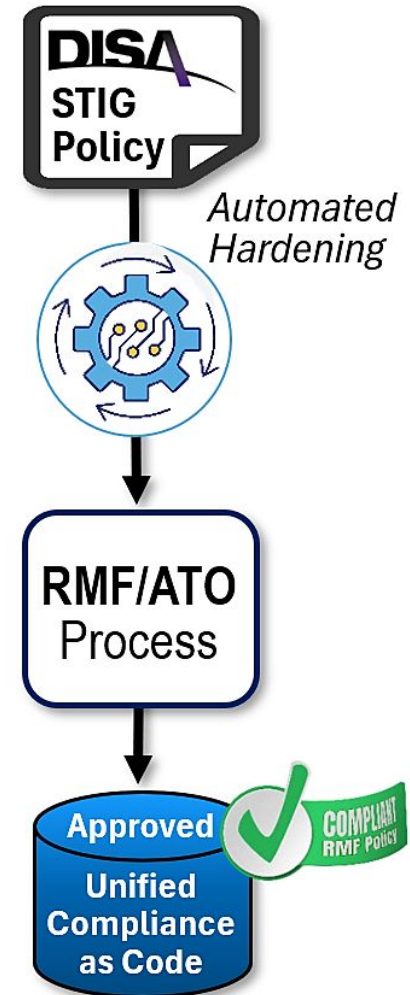 DISA
STIG
Policy
Automated
Hardening
RMF/ATO
Process
Approved
COMPLIANT
RMF Policy
Unified
Compliance
as Code